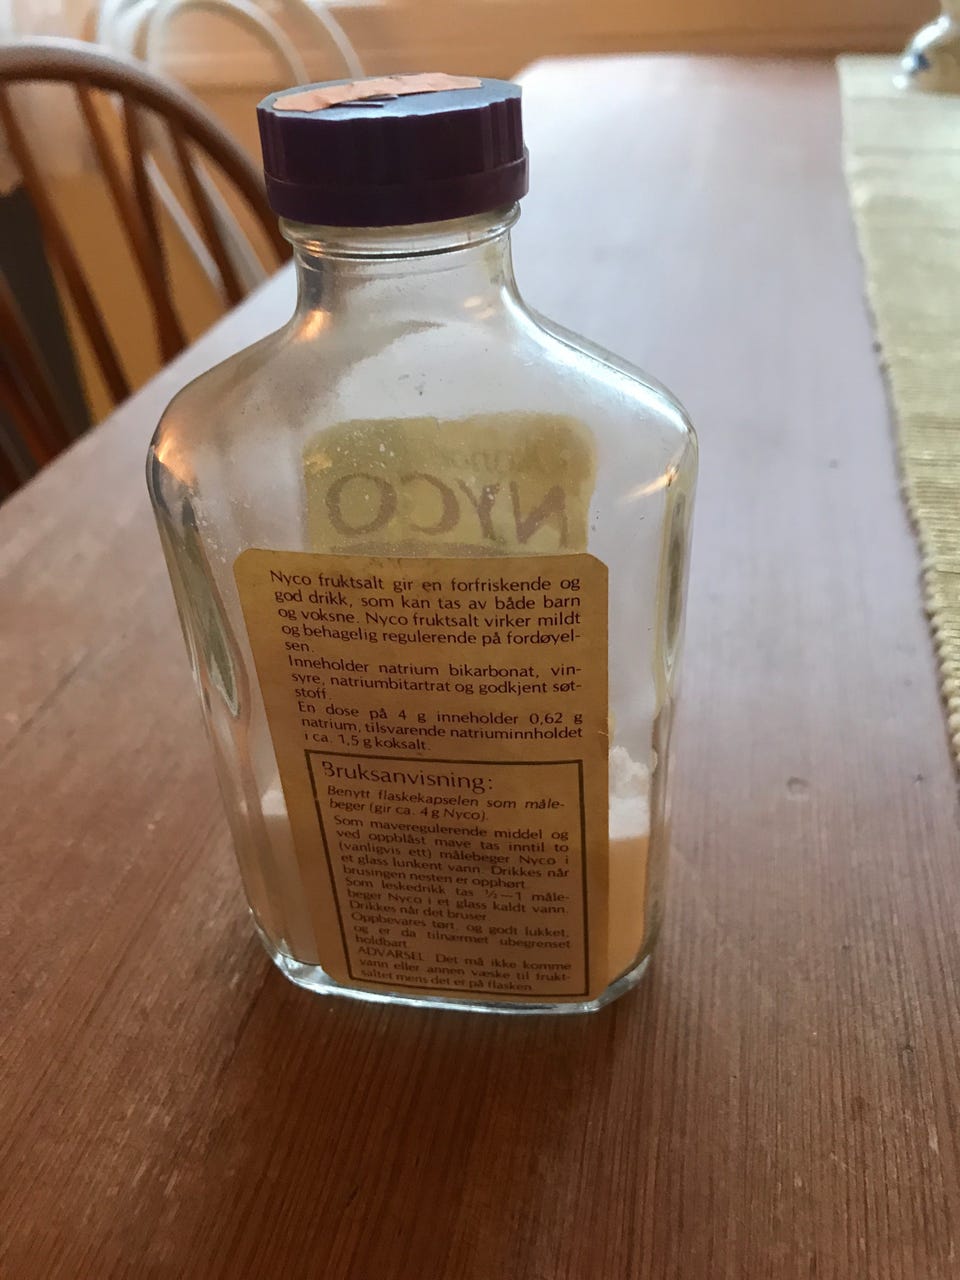 NYCO
Nyco fruktsalt gir en forfriskende og
god drikk, som kan tas av både barn
og voksne. Nyco fruktsalt virker mildt
og behagelig regulerende på fordøyel-
sen.
Inneholder natrium bikarbonat, vin-
syre, natriumbitartrat og godkjent søt-
stoff.
En dose på 4 g inneholder 0,62 g
natrium, tilsvarende natriuminnholdet
i ca. 1,5 g koksalt.
Bruksanvisning:
Benytt flaskekapselen som måle-
beger (gir ca. 4 g Nyco).
Som maveregulerende middel og
ved oppblåst mave tas inntil to
(vanligvis ett) målebeger Nyco i
et glass lunkent vann. Drikkes når
brusingen nesten er opphørt.
Som leskedrikk tas ½—1 måle-
beger Nyco i et glass kaldt vann.
Drikkes når det bruser.
Oppbevares tørt, og godt lukket,
og er da tilnærmet ubegrenset
holdbart.
ADVARSEL. Det må ikke komme
vann eller annen væske til frukt-
saltet mens det er på flasken.